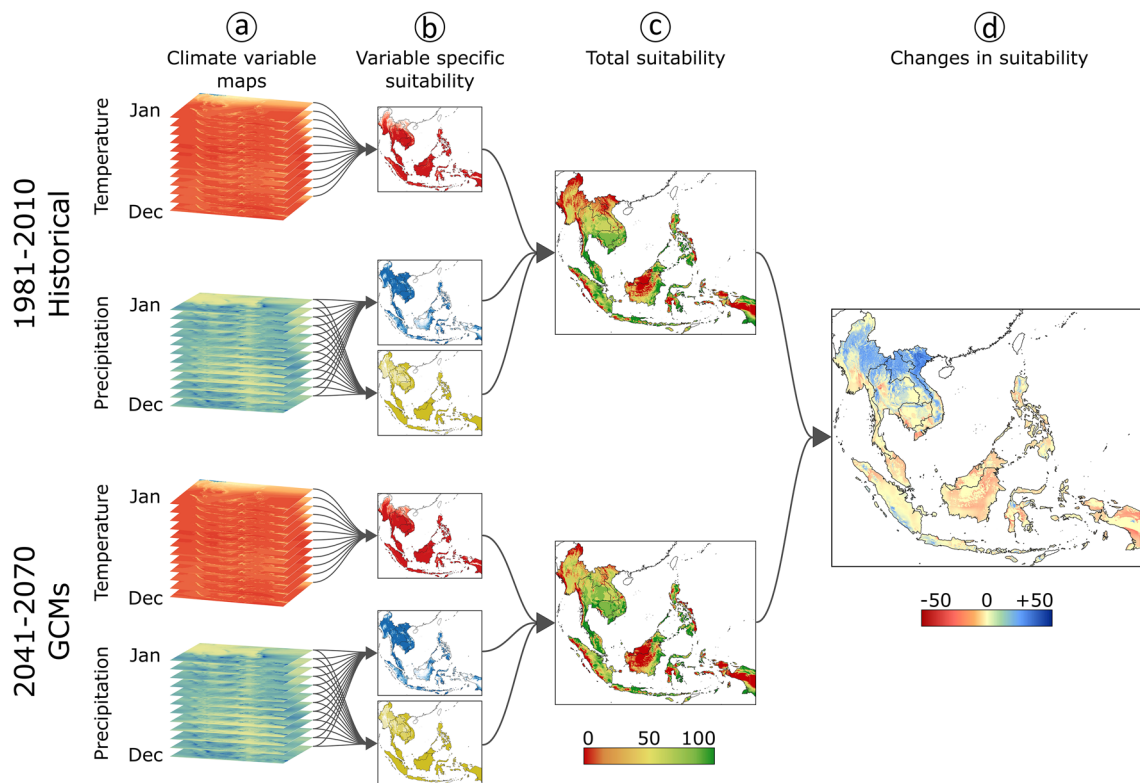 a
b
c
d
Climate variable
maps
Variable specific
suitability
Total suitability
Changes in suitability
1981-2010
Historical
Temperature
Jan
Dec
Precipitation
Jan
Dec
2041-2070
GCMs
Temperature
Jan
Dec
Precipitation
Jan
Dec
0 50 100
-50 0 +50